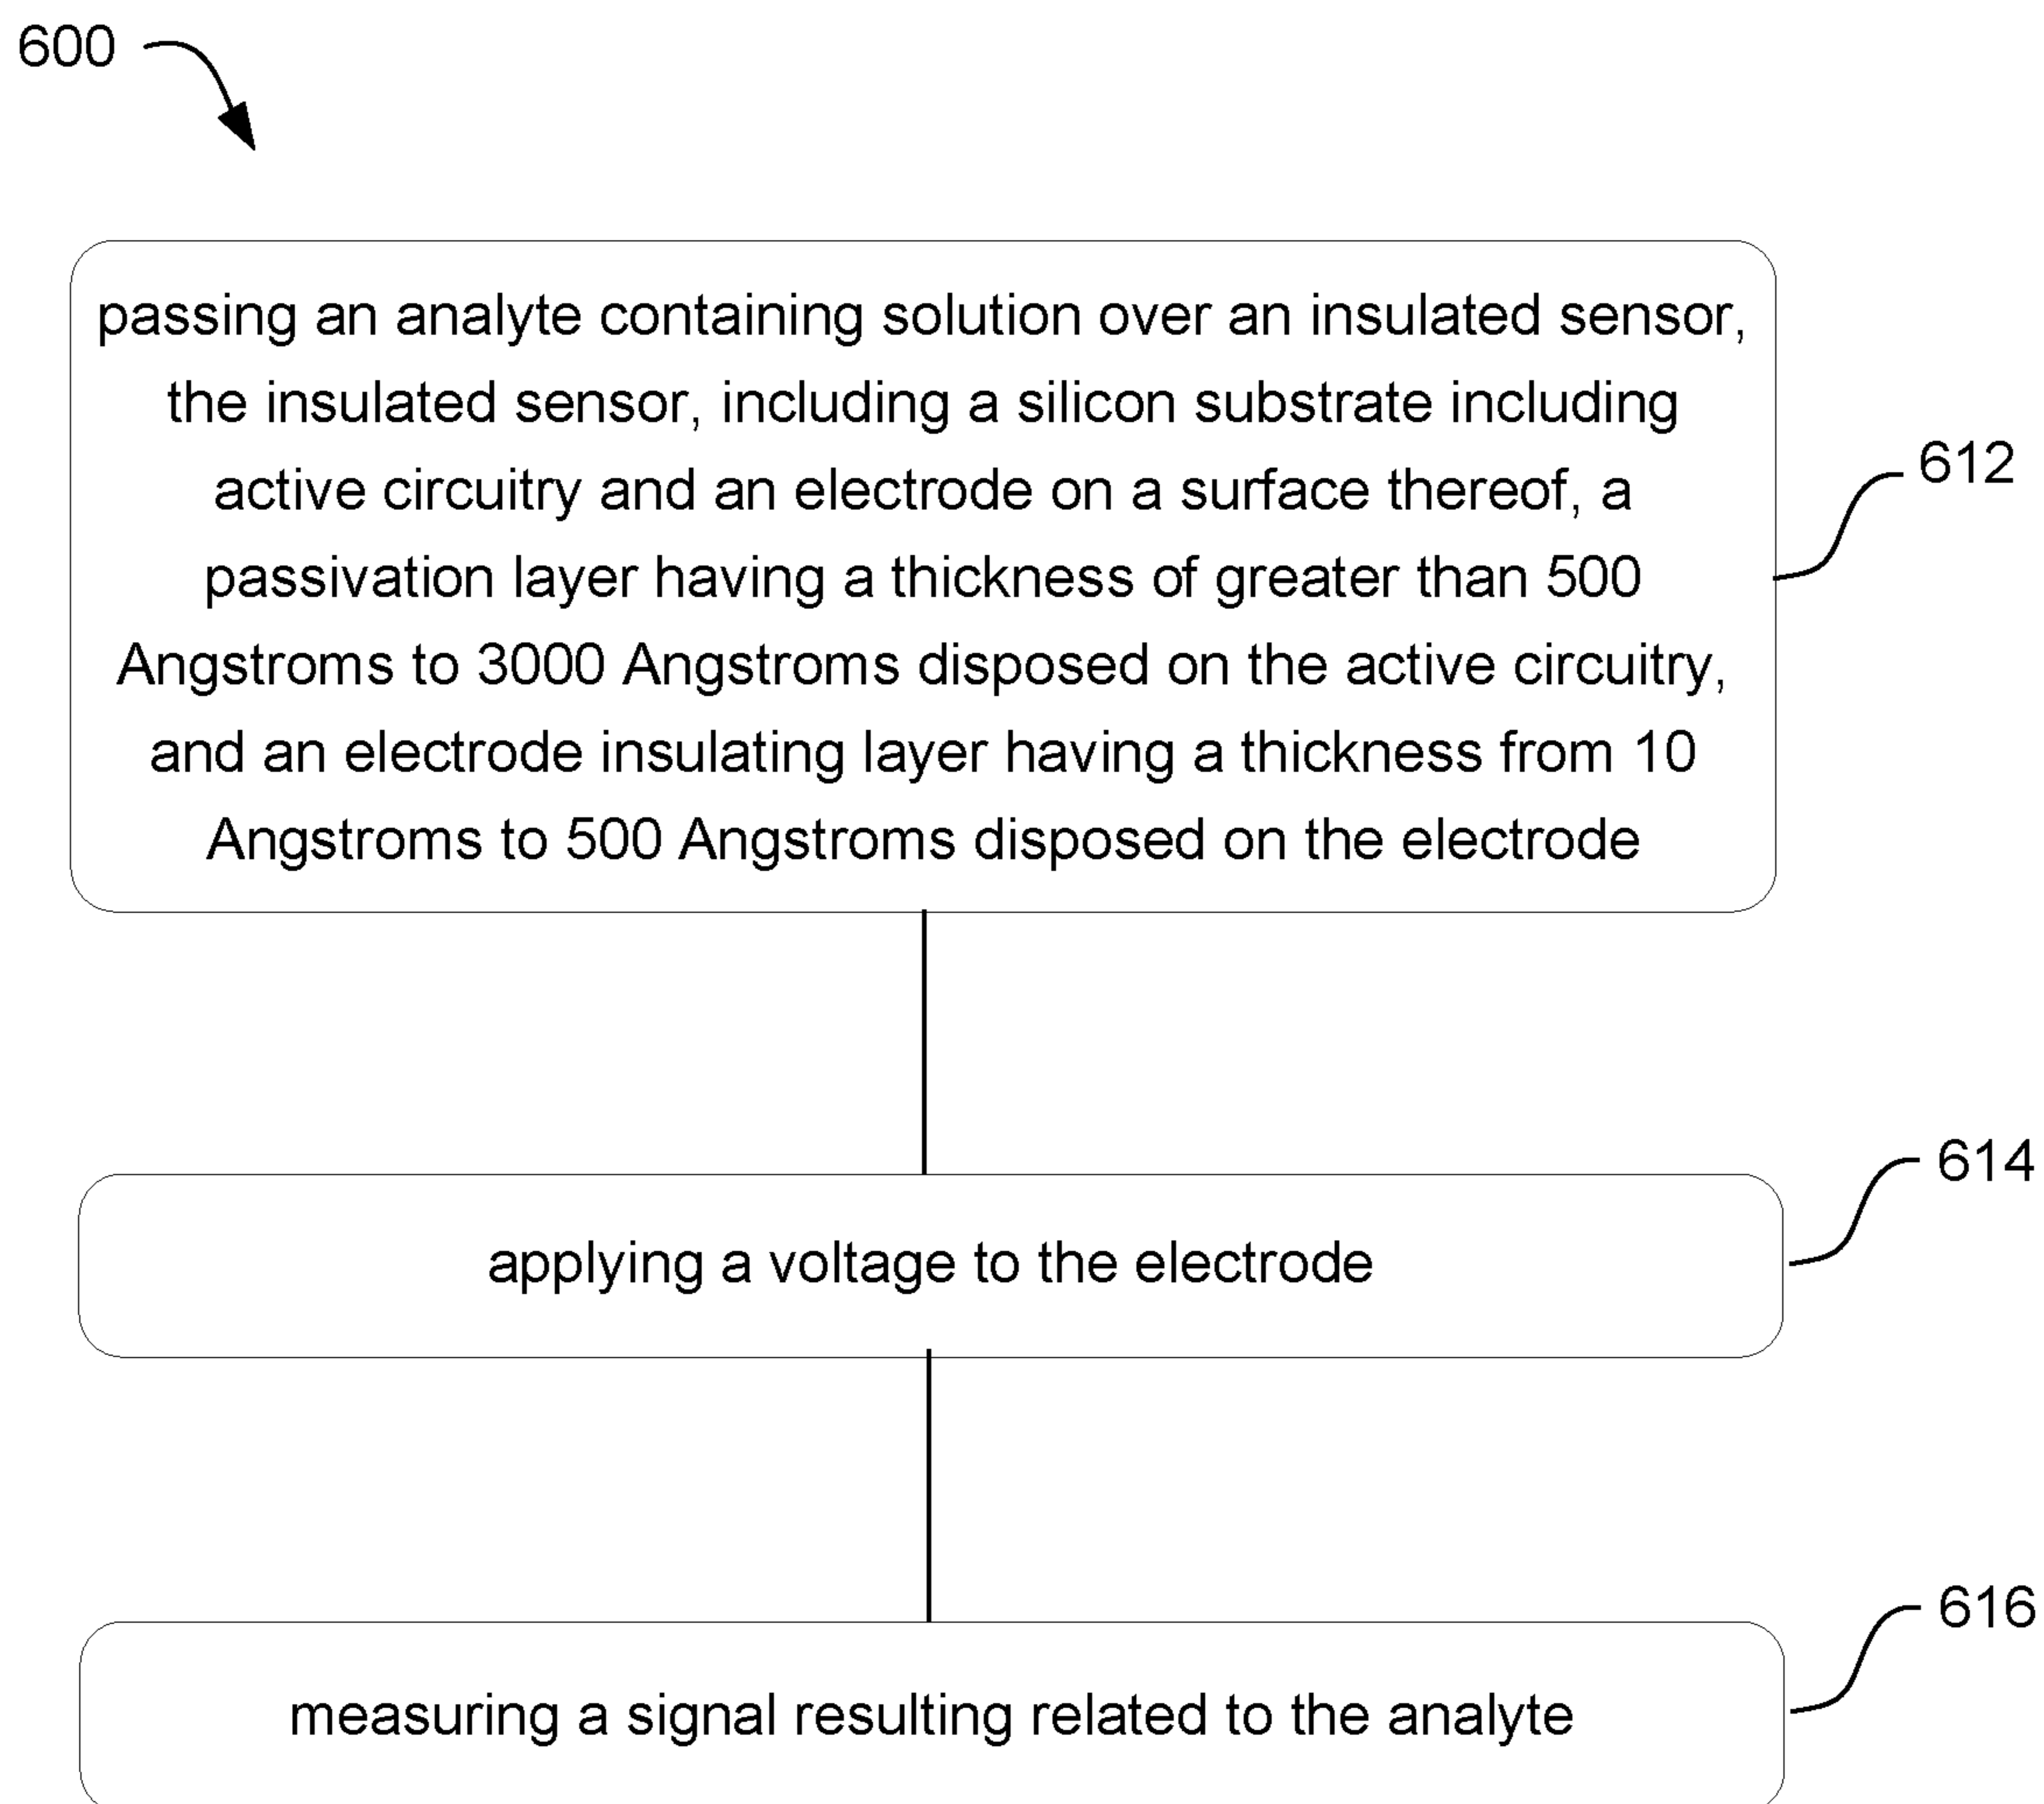 600
passing an analyte containing solution over an insulated sensor,
the insulated sensor, including a silicon substrate including
active circuitry and an electrode on a surface thereof, a
passivation layer having a thickness of greater than 500
Angstroms to 3000 Angstroms disposed on the active circuitry,
and an electrode insulating layer having a thickness from 10
Angstroms to 500 Angstroms disposed on the electrode
612
614
applying a voltage to the electrode
616
measuring a signal resulting related to the analyte